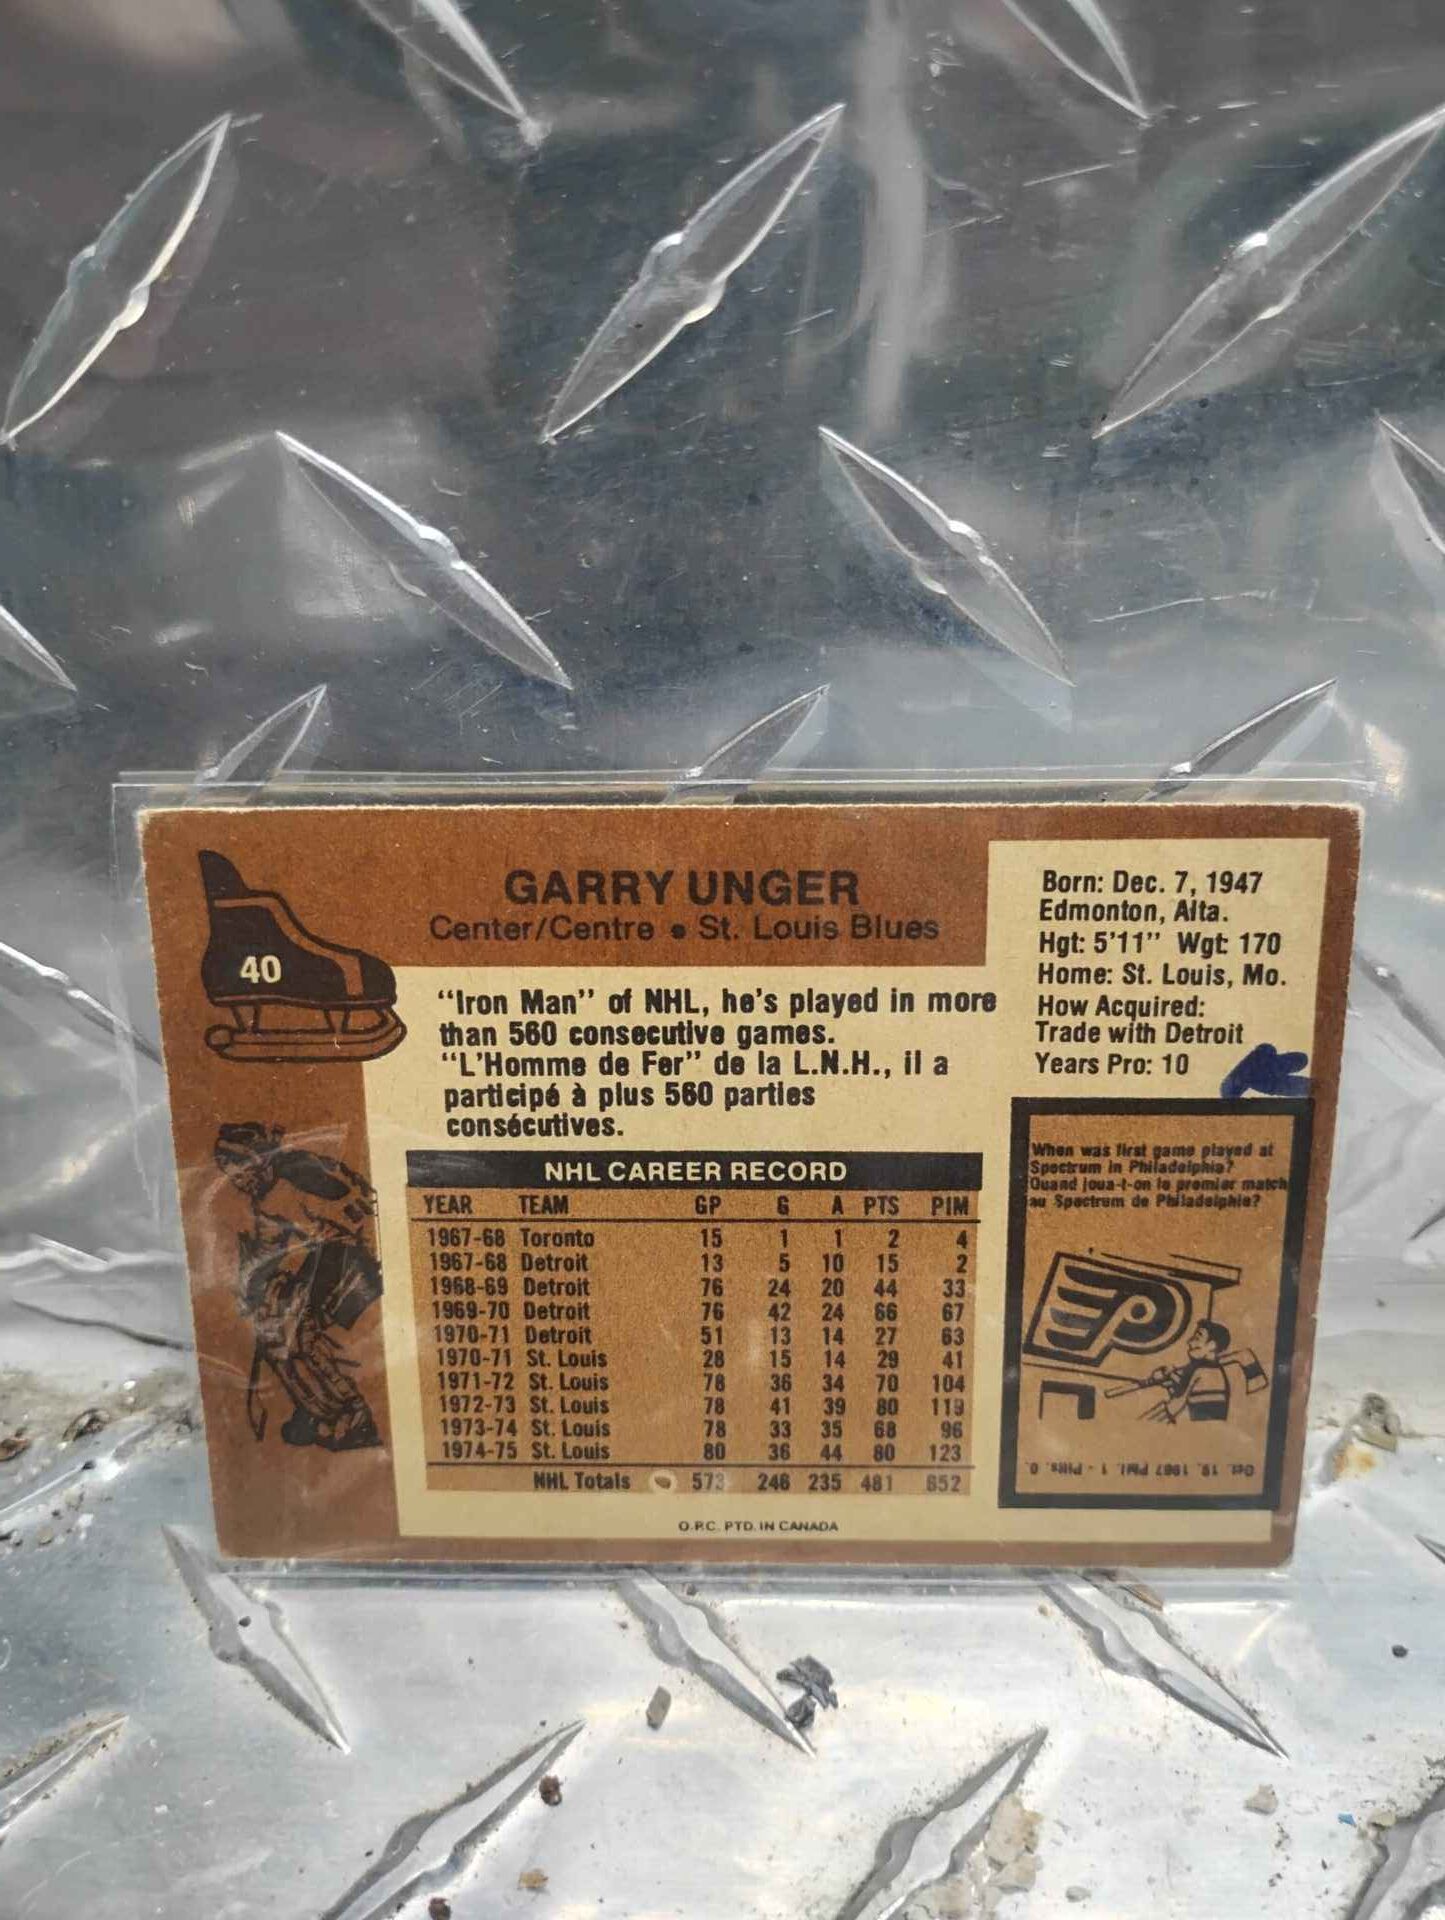 40
GARRY UNGER
Center/Centre • St. Louis Blues
"Iron Man" of NHL, he's played in more
than 560 consecutive games.
"L'Homme de Fer" de la L.N.H., il a
participé à plus 560 parties
consécutives.
Born: Dec. 7, 1947
Edmonton, Alta.
Hgt: 5'11" Wgt: 170
Home: St. Louis, Mo.
How Acquired:
Trade with Detroit
Years Pro: 10
NHL CAREER RECORD
YEAR TEAM GP G A PTS PIM
1967-68 Toronto 15 1 1 2 4
1967-68 Detroit 13 5 10 15 2
1968-69 Detroit 76 24 20 44 33
1969-70 Detroit 76 42 24 66 67
1970-71 Detroit 51 13 14 27 63
1970-71 St. Louis 28 15 14 29 41
1971-72 St. Louis 78 36 34 70 104
1972-73 St. Louis 78 41 39 80 119
1973-74 St. Louis 78 33 35 68 96
1974-75 St. Louis 80 36 44 80 123
NHL Totals 573 246 235 481 652
O.P.C. PTD. IN CANADA
When was first game played at
Spectrum in Philadelphia?
Quand joua-t-on le premier match
au Spectrum de Philadelphie?
P
Oct. 19, 1967 Phil. 1 - Pitts. 0.